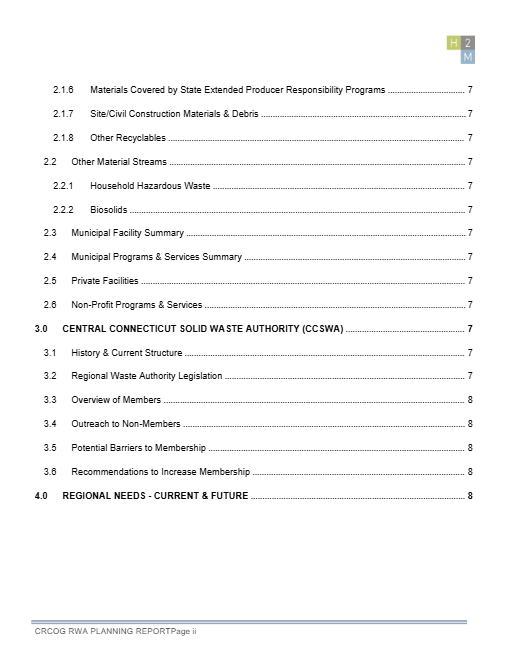 H 2
M
2.1.6 Materials Covered by State Extended Producer Responsibility Programs 7
2.1.7 Site/Civil Construction Materials & Debris 7
2.1.8 Other Recyclables 7
2.2 Other Material Streams 7
2.2.1 Household Hazardous Waste 7
2.2.2 Biosolids 7
2.3 Municipal Facility Summary 7
2.4 Municipal Programs & Services Summary 7
2.5 Private Facilities 7
2.6 Non-Profit Programs & Services 7
3.0 CENTRAL CONNECTICUT SOLID WASTE AUTHORITY (CCSWA) 7
3.1 History & Current Structure 7
3.2 Regional Waste Authority Legislation 7
3.3 Overview of Members 8
3.4 Outreach to Non-Members 8
3.5 Potential Barriers to Membership 8
3.6 Recommendations to Increase Membership 8
4.0 REGIONAL NEEDS - CURRENT & FUTURE 8
CRCOG RWA PLANNING REPORTPage ii